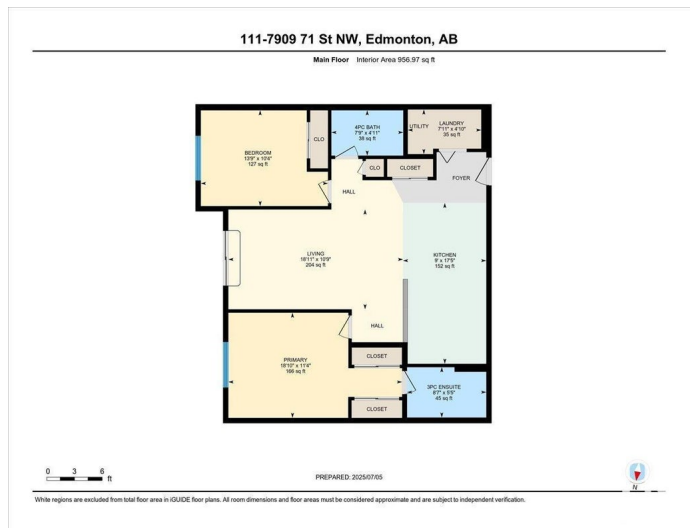 111-7909 71 St NW, Edmonton, AB
Main Floor Interior Area 956.97 sq ft
BEDROOM
13'9" x 10'4"
127 sq ft
CLO
4PC BATH
7'9" x 4'11"
38 sq ft
UTILITY
LAUNDRY
7'11" x 4'10"
35 sq ft
CLO
CLOSET
FOYER
HALL
LIVING
18'11" x 10'9"
204 sq ft
KITCHEN
9' x 17'5"
152 sq ft
HALL
PRIMARY
18'10" x 11'4"
166 sq ft
CLOSET
CLOSET
3PC ENSUITE
8'7" x 5'5"
45 sq ft
0 3 6 ft
PREPARED: 2025/07/05
N
White regions are excluded from total floor area in iGUIDE floor plans. All room dimensions and floor areas must be considered approximate and are subject to independent verification.